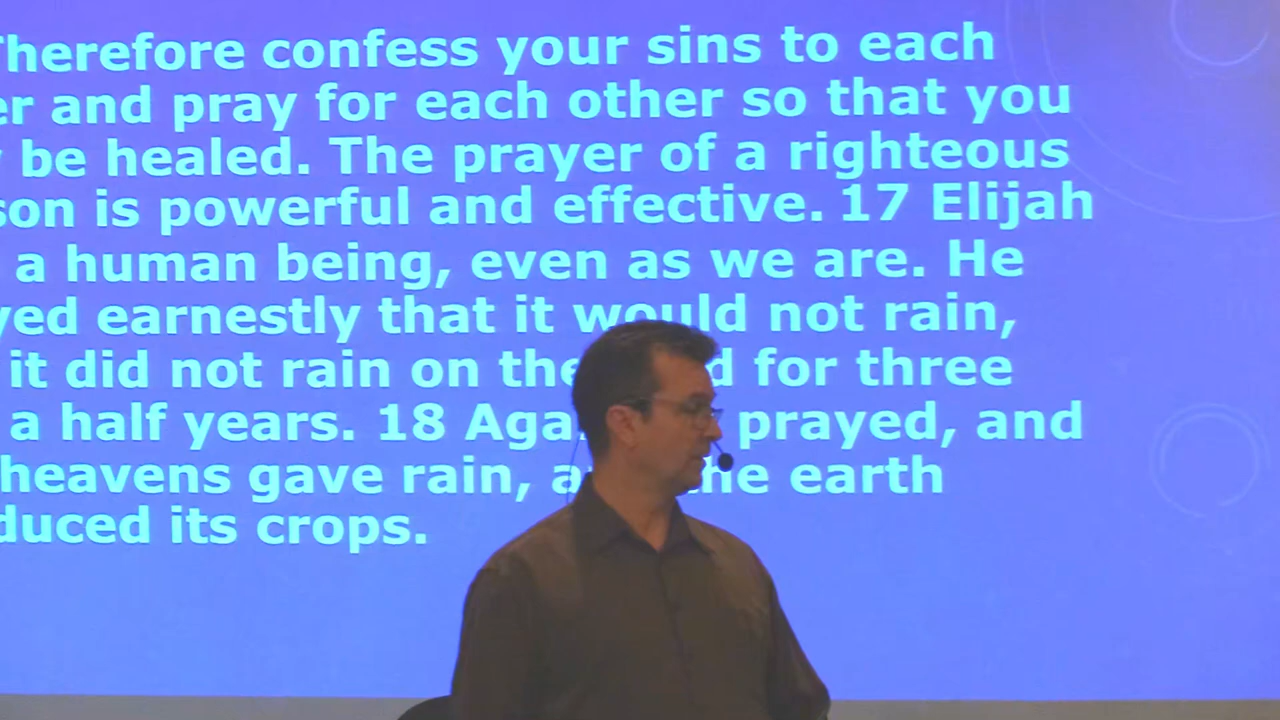 Therefore confess your sins to each
er and pray for each other so that you
be healed. The prayer of a righteous
son is powerful and effective. 17 Elijah
a human being, even as we are. He
yed earnestly that it would not rain,
it did not rain on the d for three
a half years. 18 Aga prayed, and
heavens gave rain, a he earth
duced its crops.